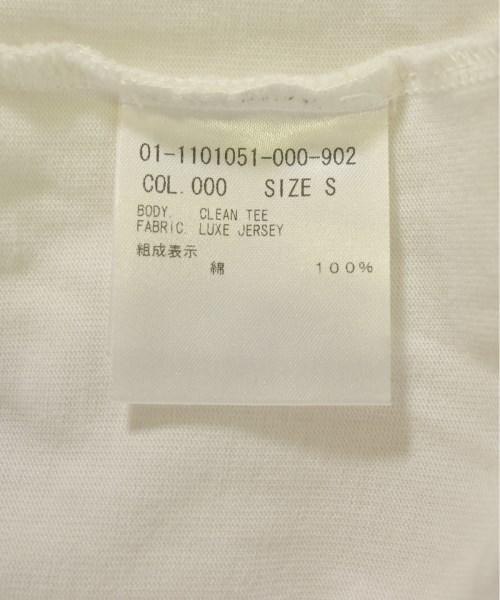 01-1101051-000-902
COL.000 SIZE S
BODY. CLEAN TEE
FABRIC. LUXE JERSEY
組成表示
綿 100%